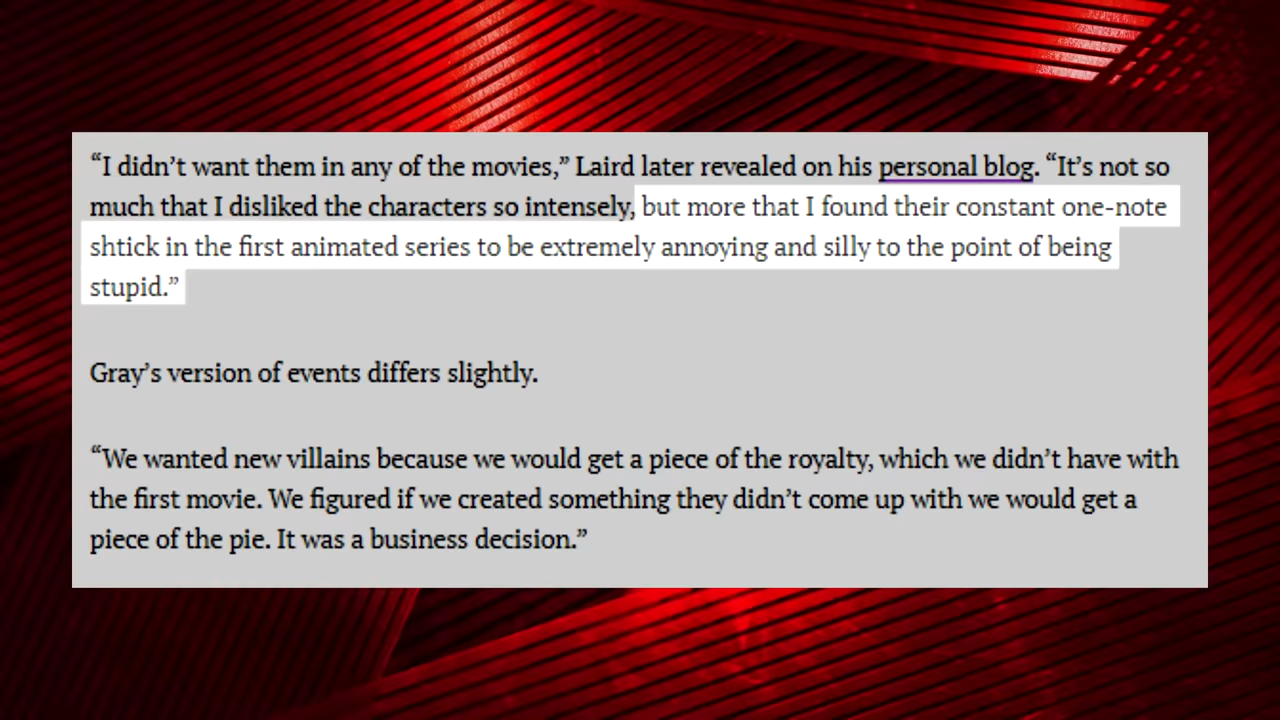 “I didn’t want them in any of the movies,” Laird later revealed on his personal blog. “It’s not so
much that I disliked the characters so intensely, but more that I found their constant one-note
shtick in the first animated series to be extremely annoying and silly to the point of being
stupid.”
Gray’s version of events differs slightly.
“We wanted new villains because we would get a piece of the royalty, which we didn’t have with
the first movie. We figured if we created something they didn’t come up with we would get a
piece of the pie. It was a business decision.”